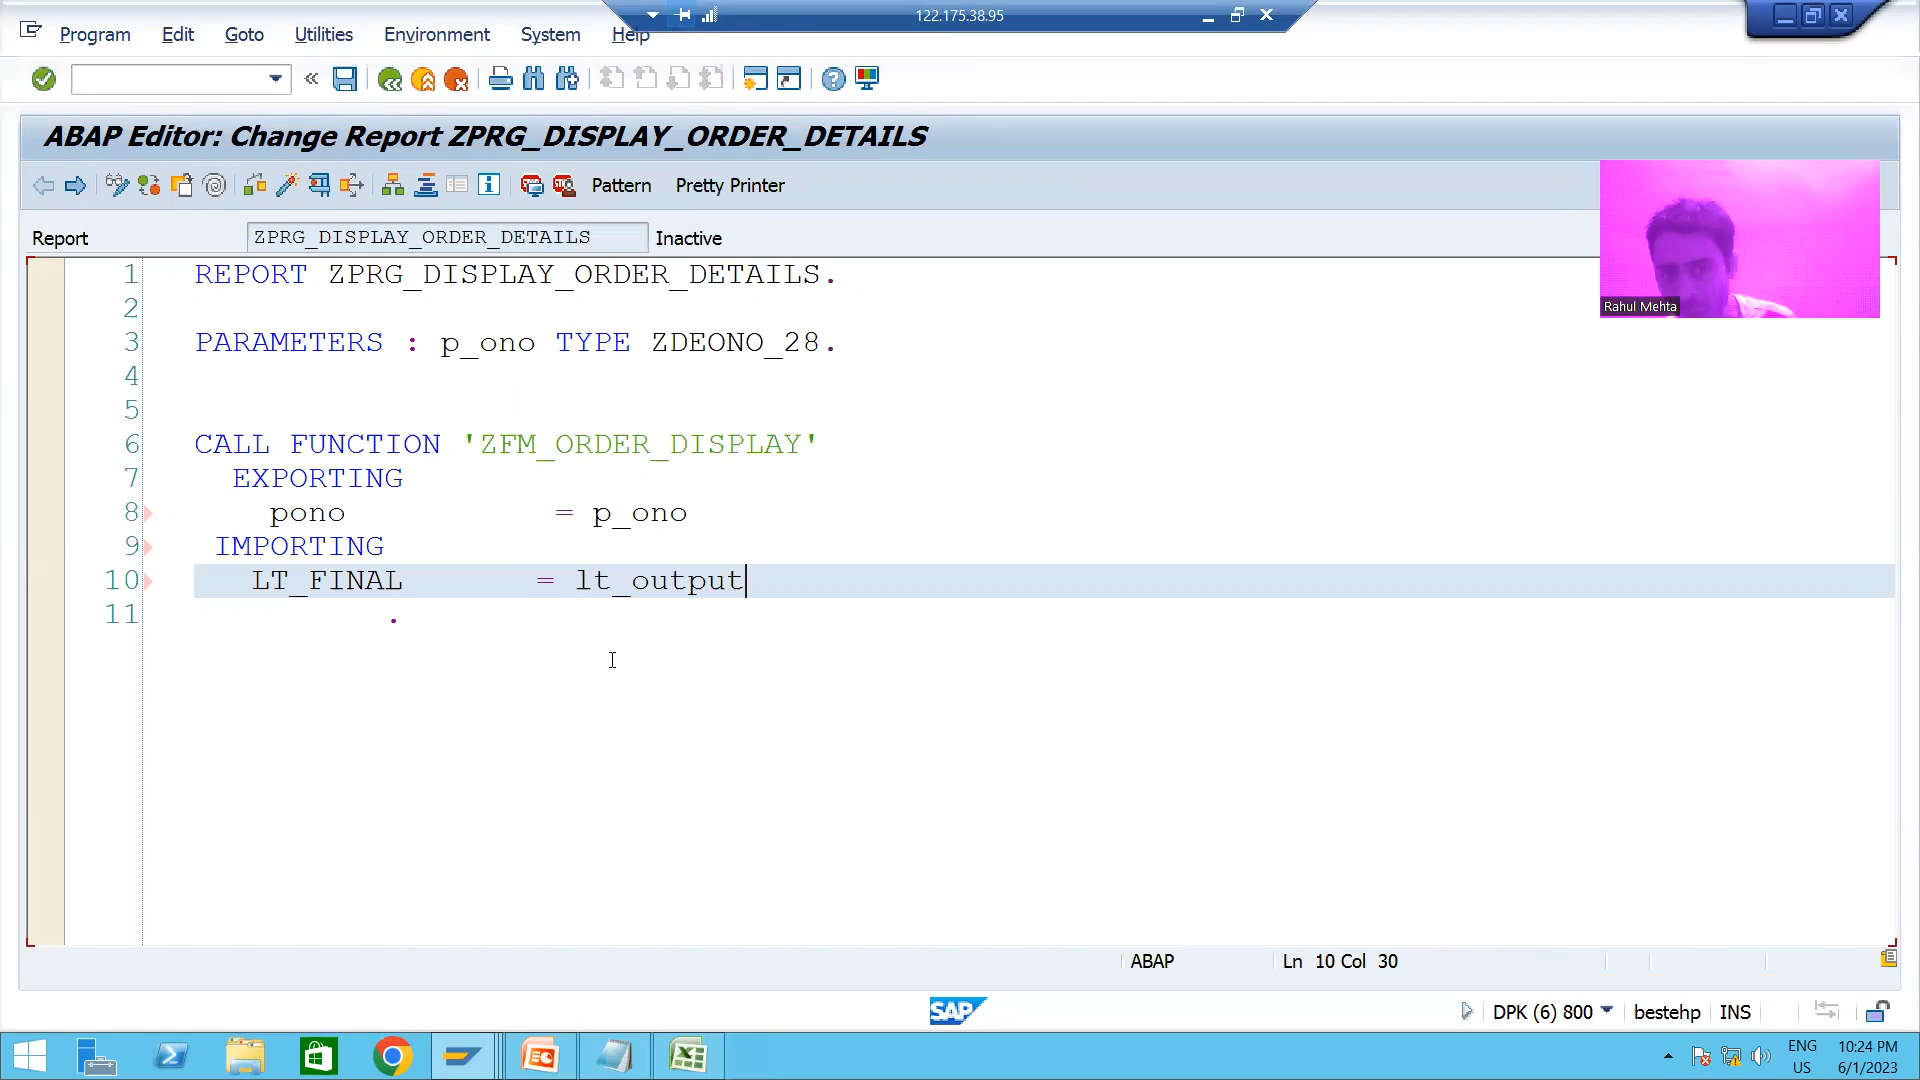 122.175.38.95
Program Edit Goto Utilities Environment System Help
ABAP Editor: Change Report ZPRG_DISPLAY_ORDER_DETAILS
Pattern Pretty Printer
Report ZPRG_DISPLAY_ORDER_DETAILS Inactive
Rahul Mehta
1 REPORT ZPRG_DISPLAY_ORDER_DETAILS.
2
3 PARAMETERS : p_ono TYPE ZDEONO_28.
4
5
6 CALL FUNCTION 'ZFM_ORDER_DISPLAY'
7 EXPORTING
8 pono = p_ono
9 IMPORTING
10 LT_FINAL = lt_output
11 .
ABAP Ln 10 Col 30
SAP DPK (6) 800 bestehp INS
ENG 10:24 PM
US 6/1/2023